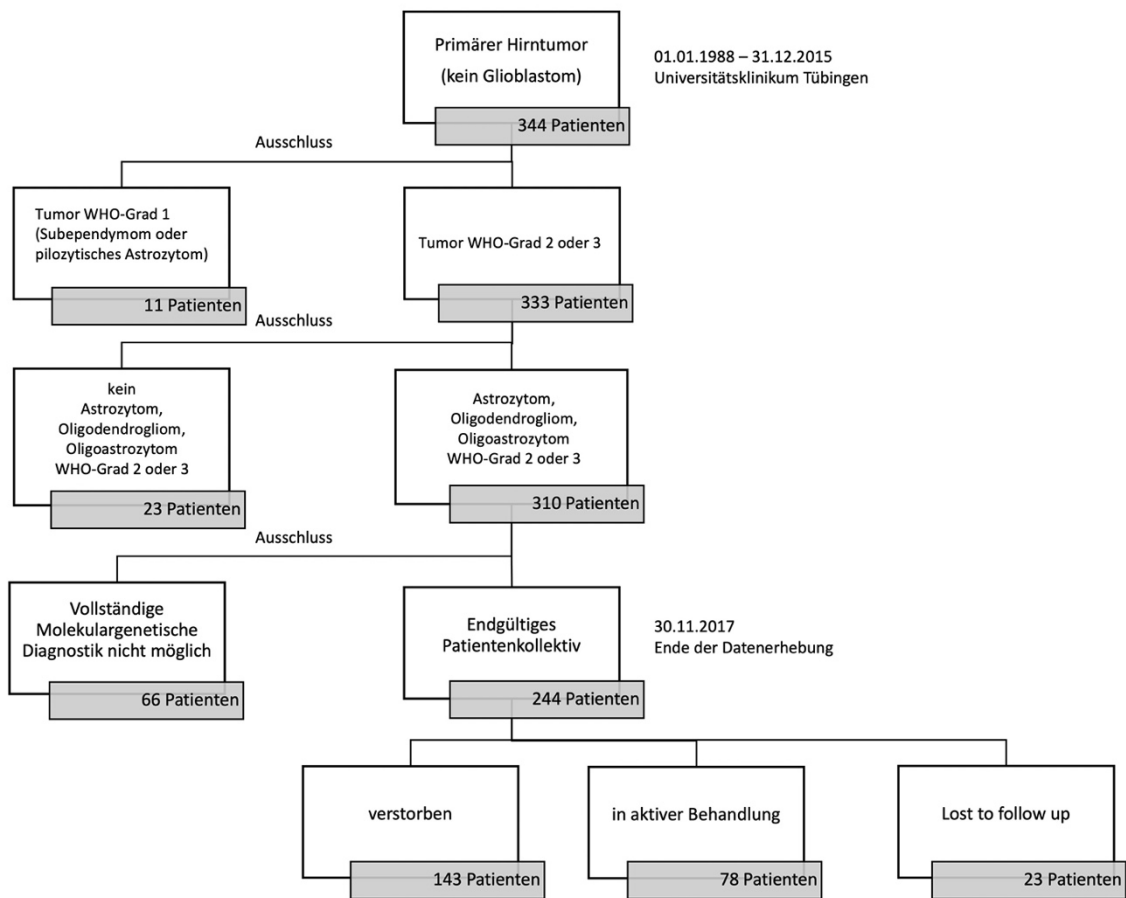 Primärer Hirntumor
(kein Glioblastom)
344 Patienten
01.01.1988 – 31.12.2015
Universitätsklinikum Tübingen
Ausschluss
Tumor WHO-Grad 1
(Subependymom oder
pilozytisches Astrozytom)
11 Patienten
Tumor WHO-Grad 2 oder 3
333 Patienten
Ausschluss
kein
Astrozytom,
Oligodendrogliom,
Oligoastrozytom
WHO-Grad 2 oder 3
23 Patienten
Astrozytom,
Oligodendrogliom,
Oligoastrozytom
WHO-Grad 2 oder 3
310 Patienten
Ausschluss
Vollständige
Molekulargenetische
Diagnostik nicht möglich
66 Patienten
Endgültiges
Patientenkollektiv
244 Patienten
30.11.2017
Ende der Datenerhebung
verstorben
143 Patienten
in aktiver Behandlung
78 Patienten
Lost to follow up
23 Patienten